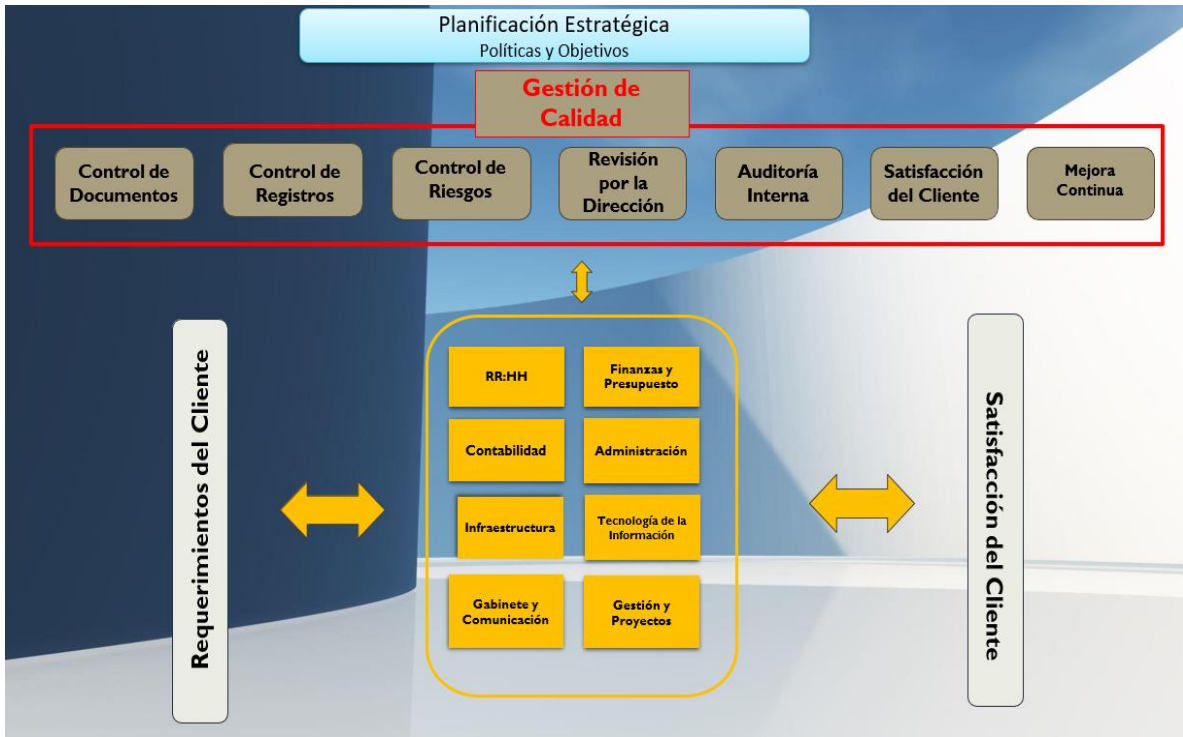 Planificación Estratégica
Políticas y Objetivos
Gestión de
Calidad
Control de
Documentos
Control de
Registros
Control de
Riesgos
Revisión
por la
Dirección
Auditoría
Interna
Satisfacción
del Cliente
Mejora
Continua
Requerimientos del Cliente
RR:HH
Finanzas y
Presupuesto
Contabilidad
Administración
Infraestructura
Tecnología de la
Información
Gabinete y
Comunicación
Gestión y
Proyectos
Satisfacción del Cliente